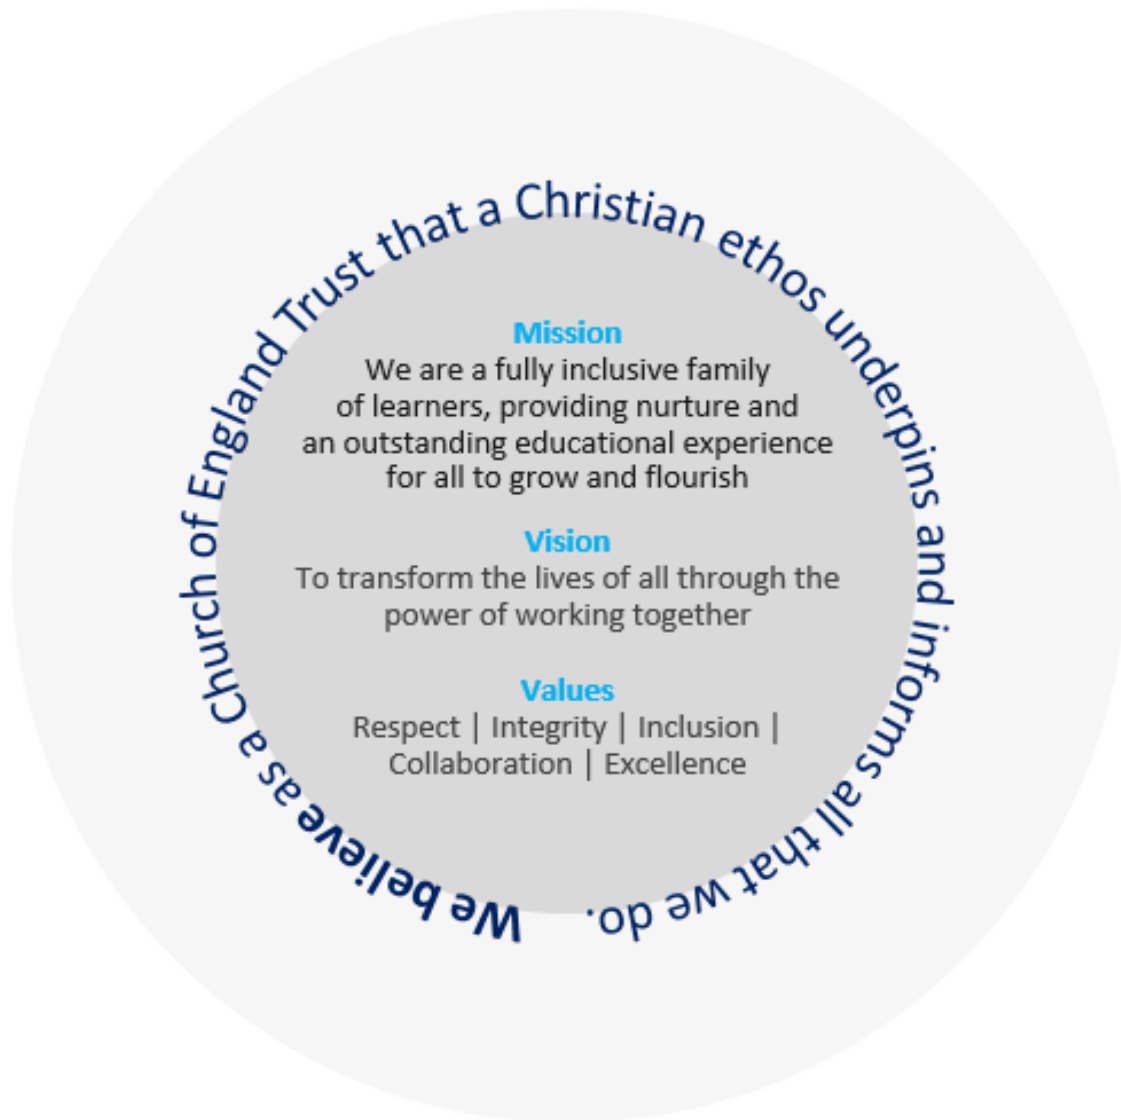 We believe as a Church of England Trust that a Christian ethos underpins and informs all that we do.
Mission
We are a fully inclusive family
of learners, providing nurture and
an outstanding educational experience
for all to grow and flourish
Vision
To transform the lives of all through the
power of working together
Values
Respect | Integrity | Inclusion |
Collaboration | Excellence